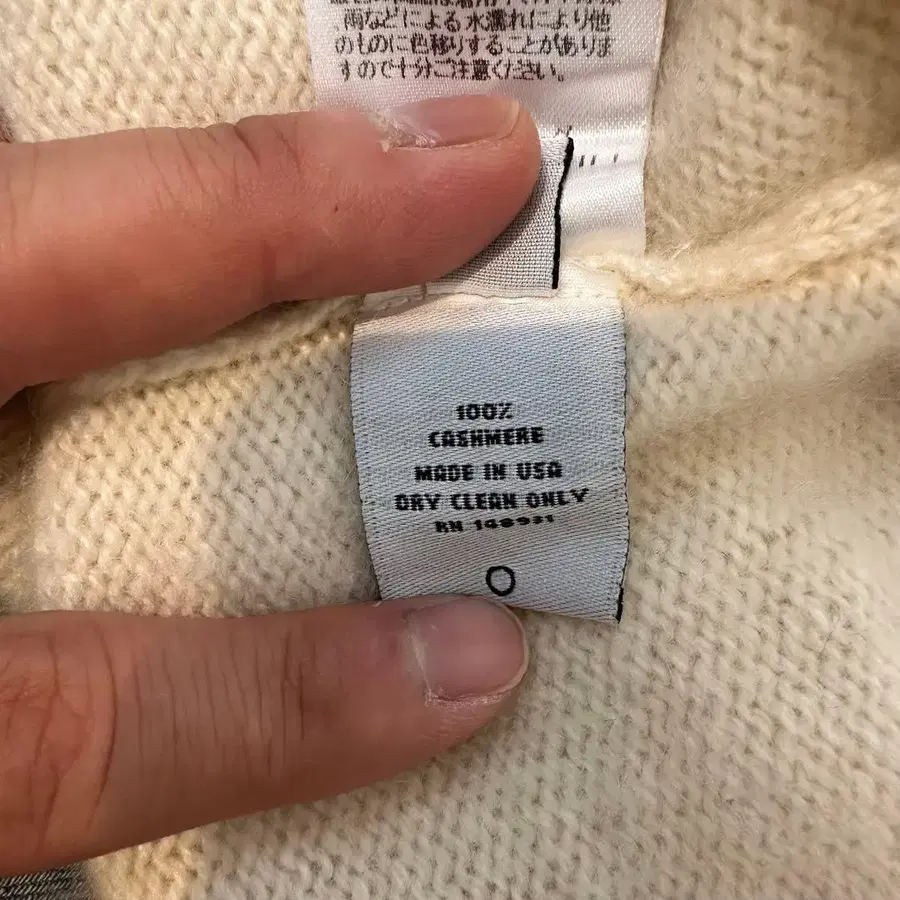 雨などによる水濡れにより他
のものに色移りすることがありま
すので十分ご注意ください。
100%
CASHMERE
MADE IN USA
DRY CLEAN ONLY
RN 148931
O